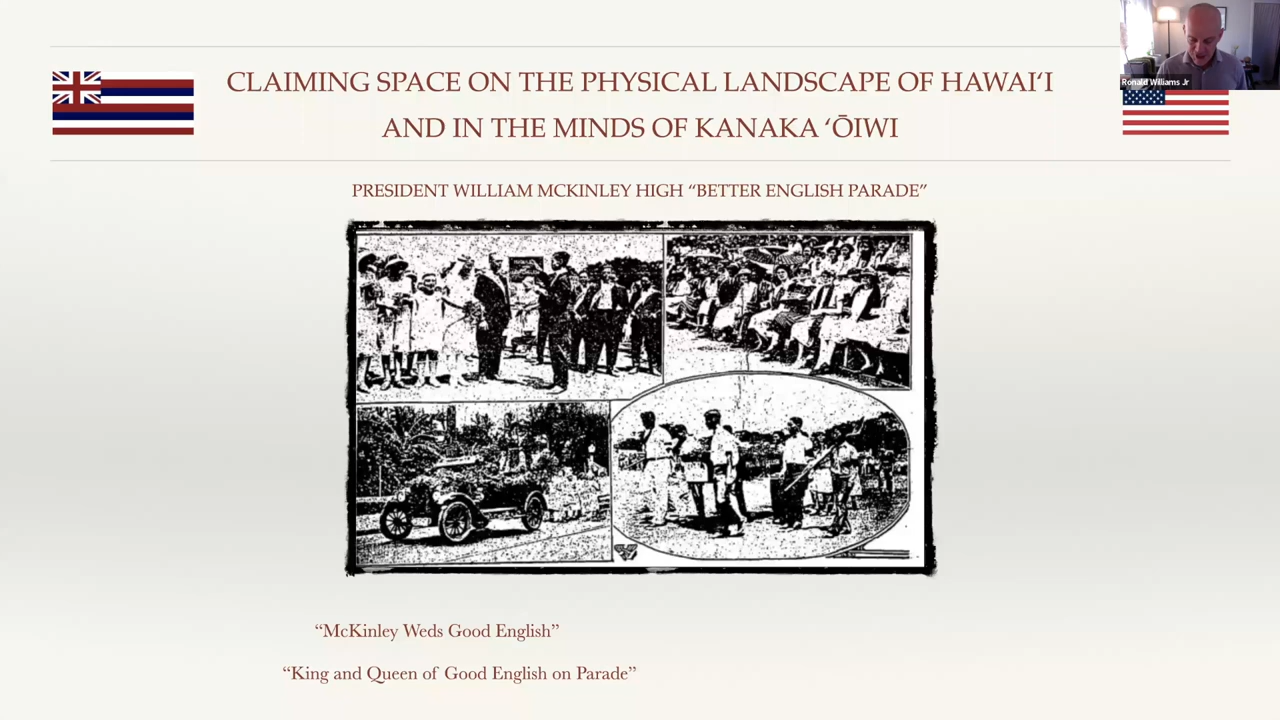 Ronald Williams Jr
CLAIMING SPACE ON THE PHYSICAL LANDSCAPE OF HAWAIʻI
AND IN THE MINDS OF KANAKA ʻŌIWI
PRESIDENT WILLIAM MCKINLEY HIGH “BETTER ENGLISH PARADE”
“McKinley Weds Good English”
“King and Queen of Good English on Parade”